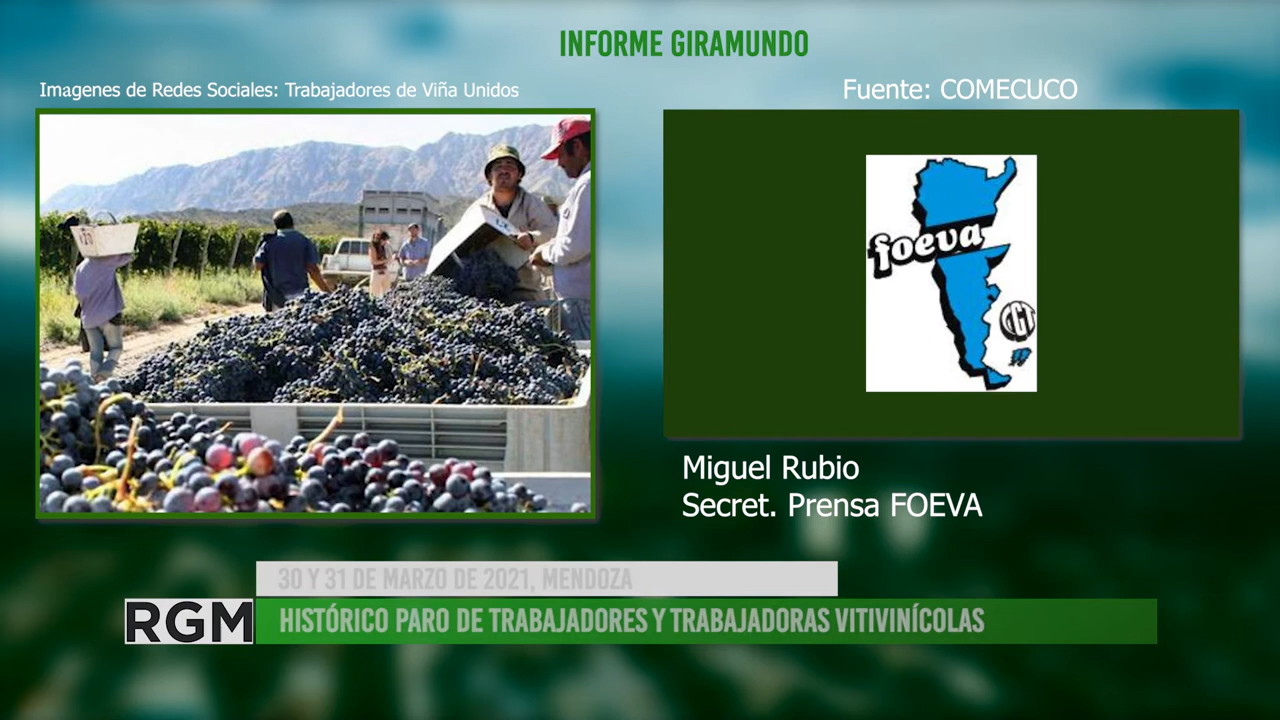 INFORME GIRAMUNDO
Imagenes de Redes Sociales: Trabajadores de Viña Unidos
Fuente: COMECUCO
foeva
CGT
Miguel Rubio
Secret. Prensa FOEVA
30 Y 31 DE MARZO DE 2021, MENDOZA
RGM
HISTÓRICO PARO DE TRABAJADORES Y TRABAJADORAS VITIVINÍCOLAS